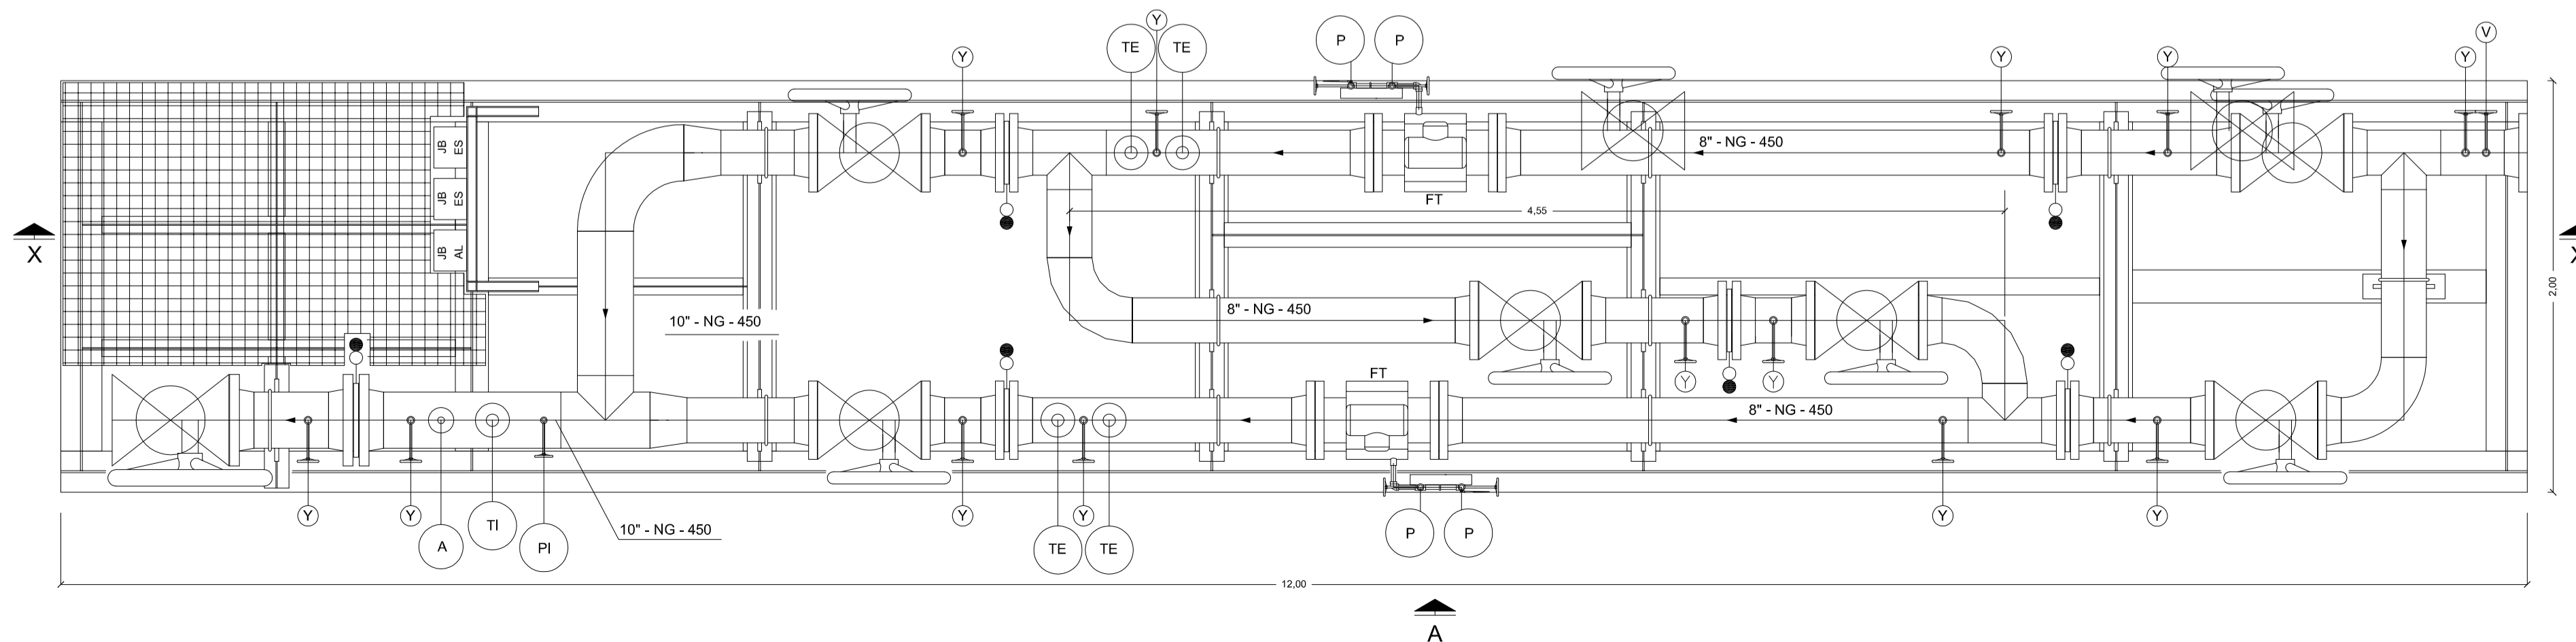 V
Y
P
P
TE
TE
Y
Y
Y
Y
8" - NG - 450
JB
ES
JB
ES
JB
AL
FT
4,55
X
X
2,00
8" - NG - 450
10" - NG - 450
FT
Y
Y
8" - NG - 450
Y
Y
A
TI
PI
10" - NG - 450
Y
TE
Y
TE
P
P
Y
Y
12,00
A